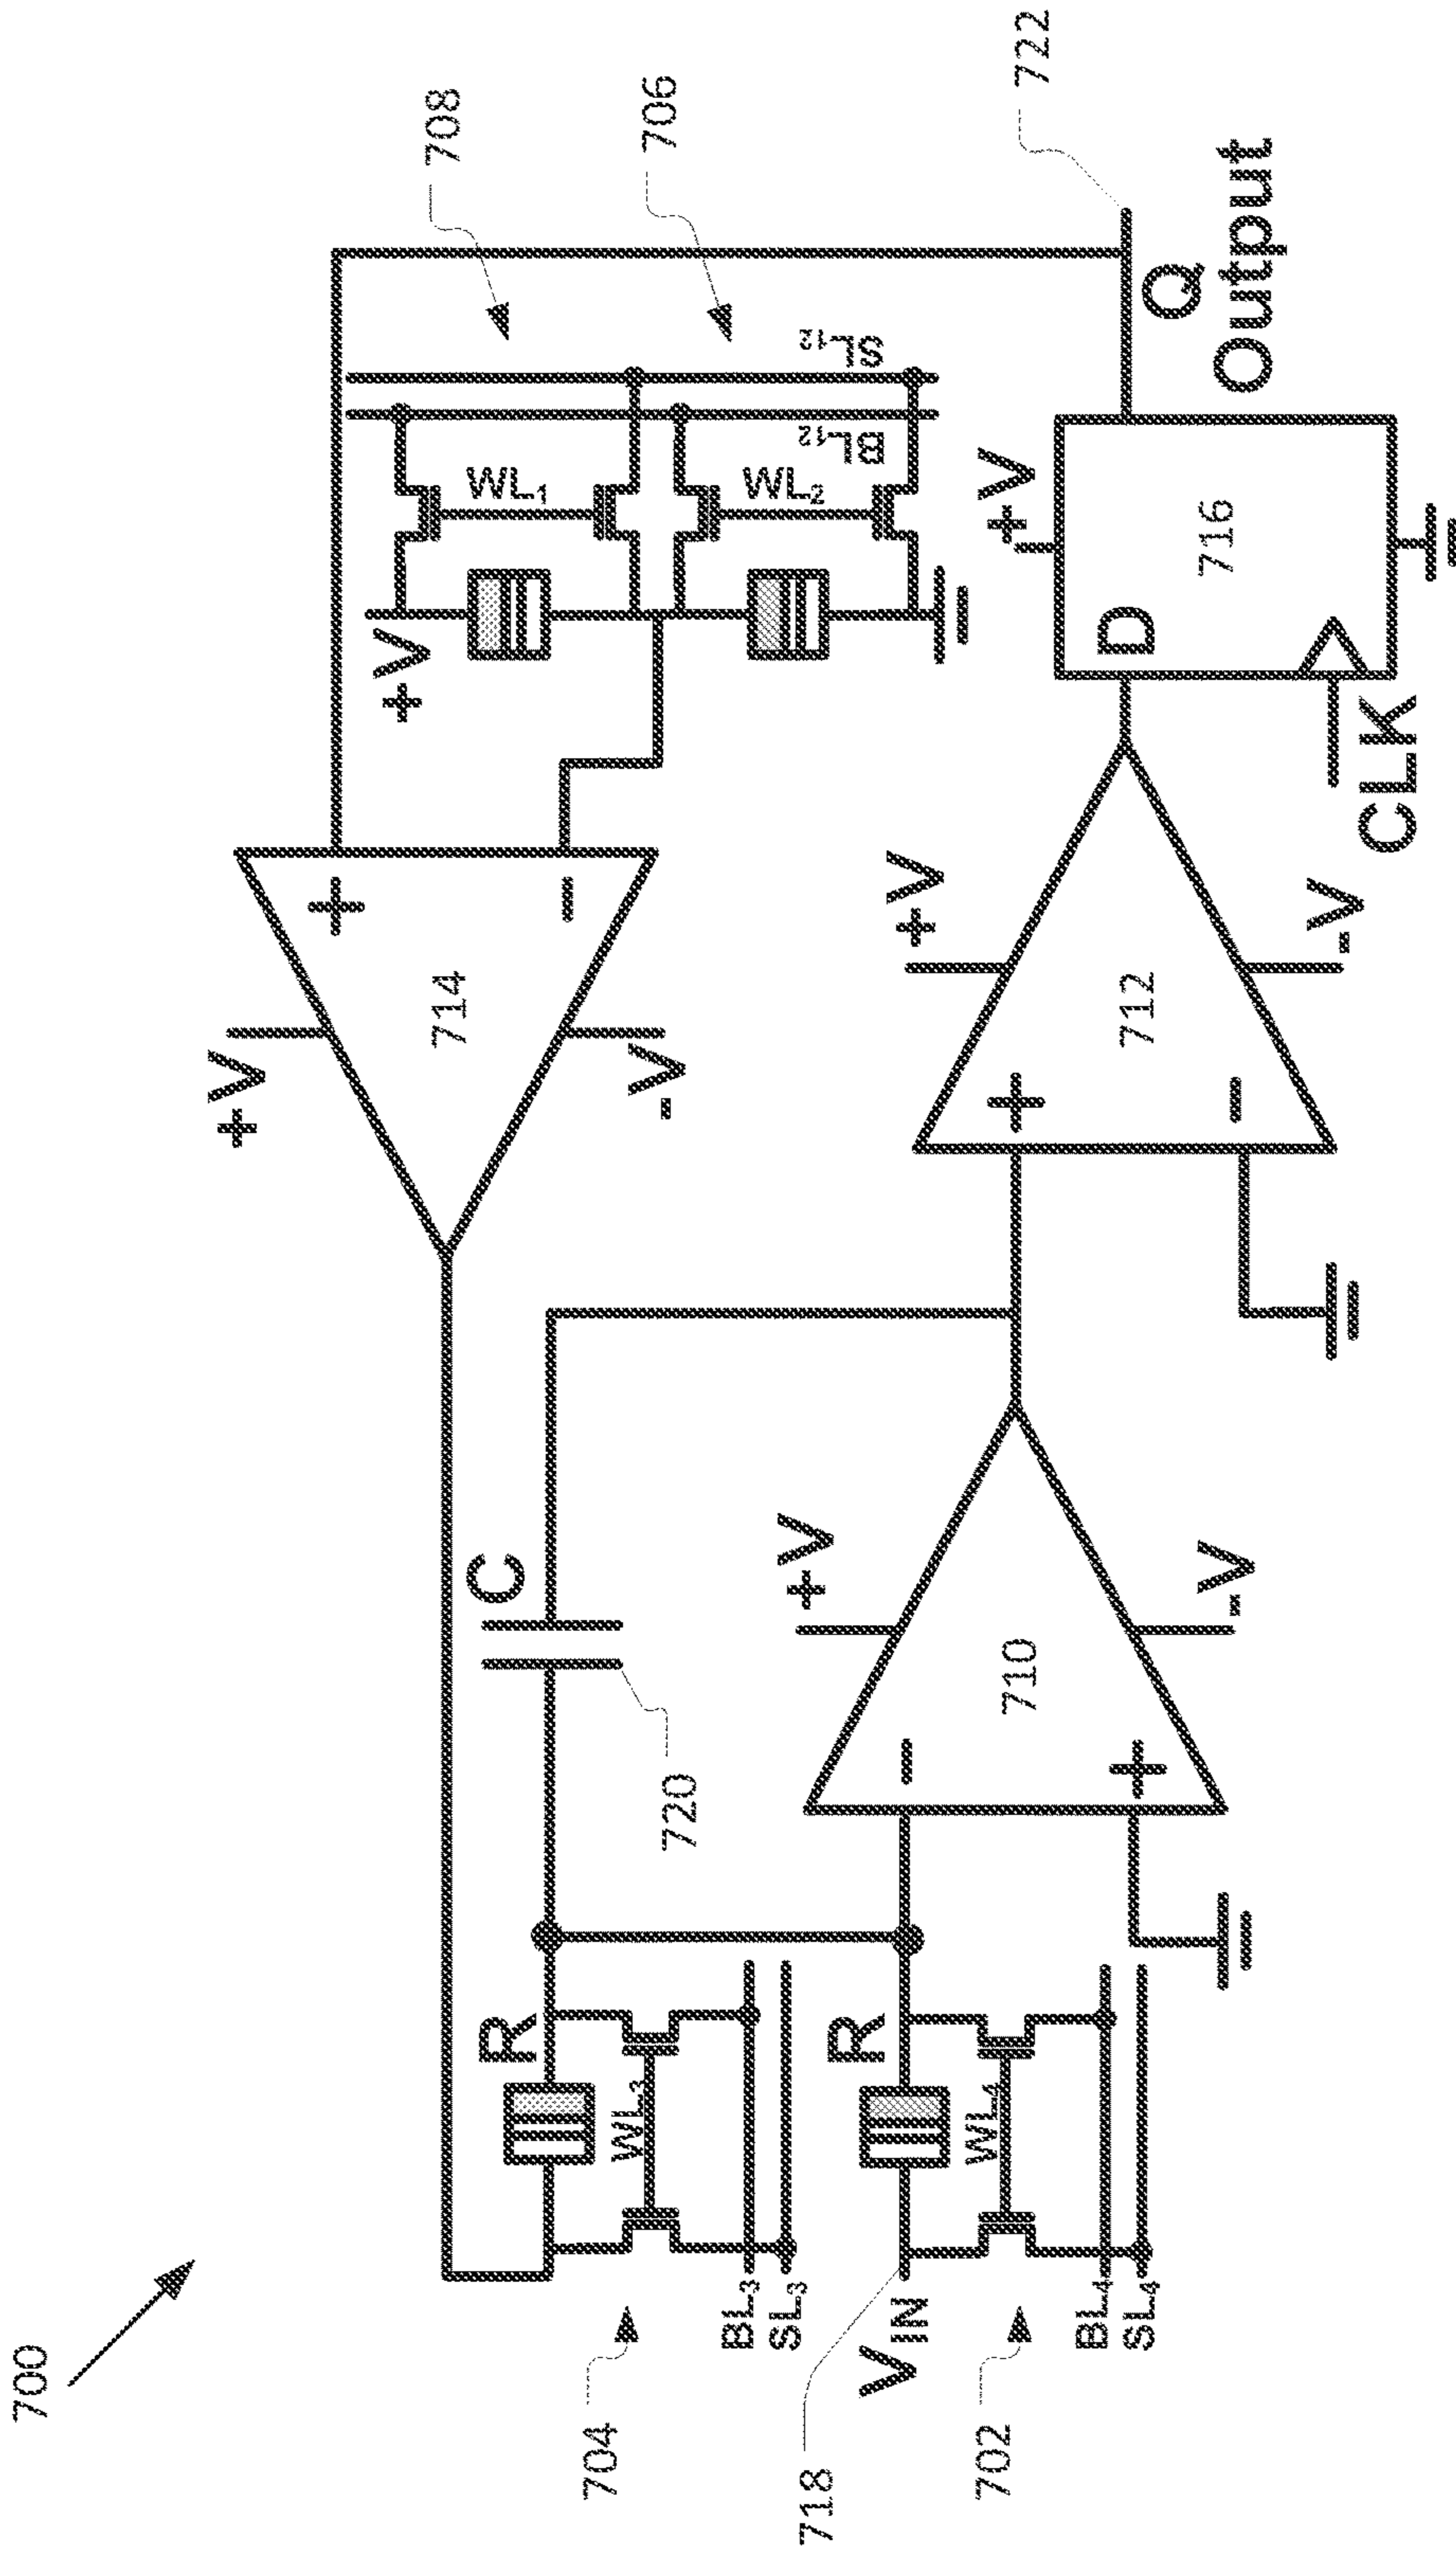 700
708
706
722
+V
714
-V
+V
WL₁
WL₂
BL₁₂
SL₁₂
+
−
704
R
WL₃
BL₃
SL₃
C
720
718
V IN
702
R
WL₄
BL₄
SL₄
−
+
710
+V
-V
+
−
712
+V
-V
D
716
+V
CLK
Q
Output